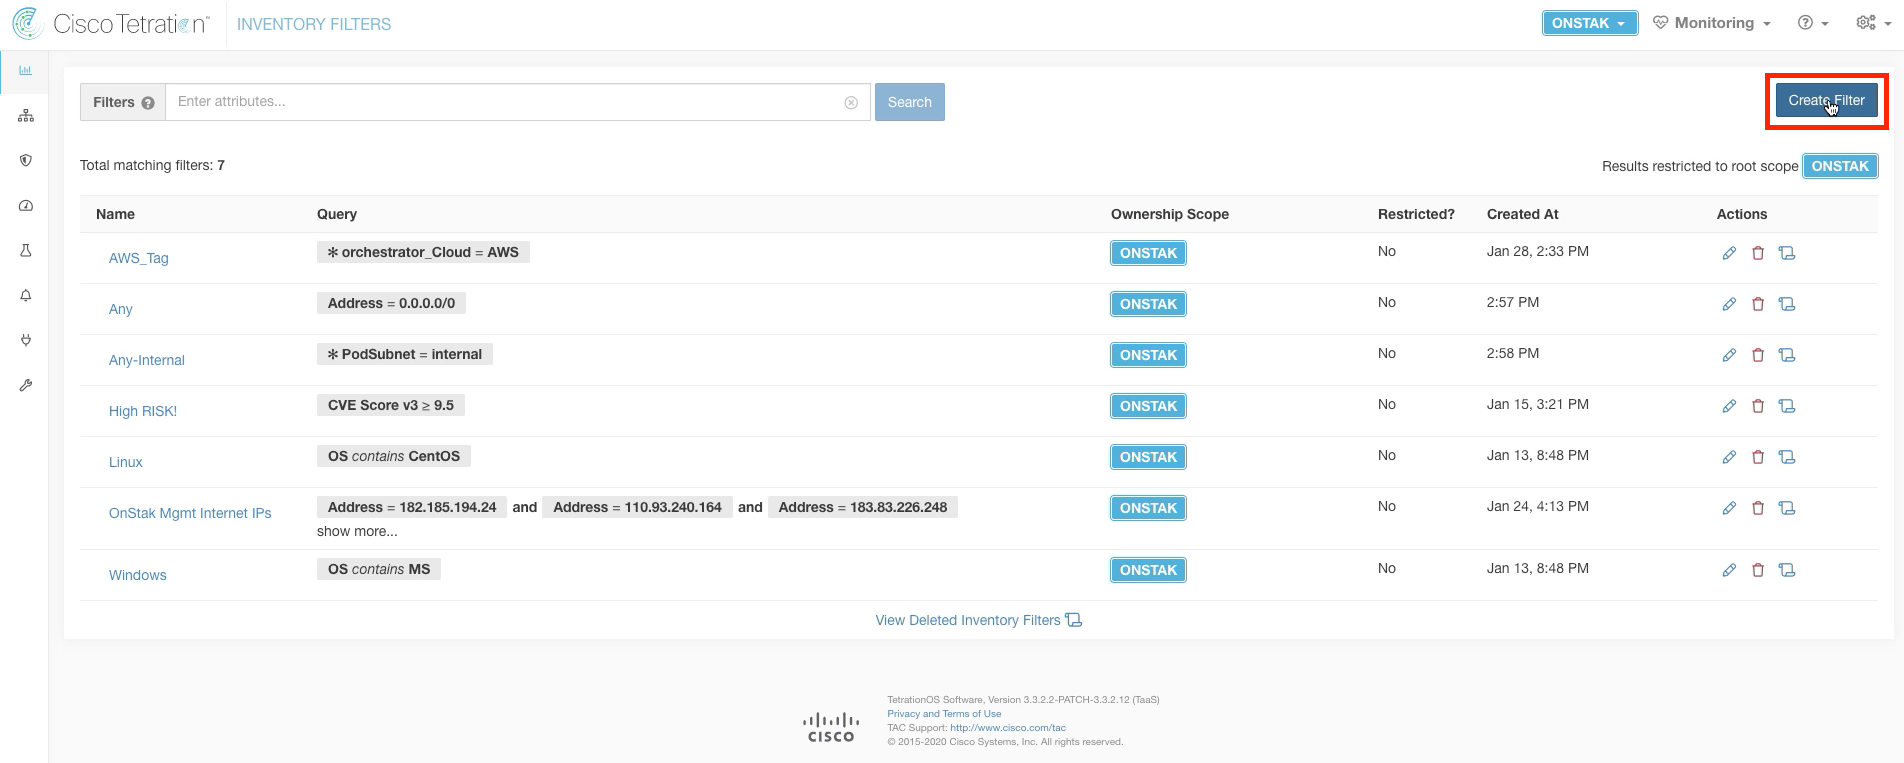 Cisco Tetration™ INVENTORY FILTERS ONSTAK Monitoring
Filters ? Enter attributes... Search Create Filter
Total matching filters: 7 Results restricted to root scope ONSTAK
Name Query Ownership Scope Restricted? Created At Actions
AWS_Tag ✻ orchestrator_Cloud = AWS ONSTAK No Jan 28, 2:33 PM
Any Address = 0.0.0.0/0 ONSTAK No 2:57 PM
Any-Internal ✻ PodSubnet = internal ONSTAK No 2:58 PM
High RISK! CVE Score v3 ≥ 9.5 ONSTAK No Jan 15, 3:21 PM
Linux OS contains CentOS ONSTAK No Jan 13, 8:48 PM
OnStak Mgmt Internet IPs Address = 182.185.194.24 and Address = 110.93.240.164 and Address = 183.83.226.248 ONSTAK No Jan 24, 4:13 PM
show more...
Windows OS contains MS ONSTAK No Jan 13, 8:48 PM
View Deleted Inventory Filters
CISCO
TetrationOS Software, Version 3.3.2.2-PATCH-3.3.2.12 (TaaS)
Privacy and Terms of Use
TAC Support: http://www.cisco.com/tac
© 2015-2020 Cisco Systems, Inc. All rights reserved.